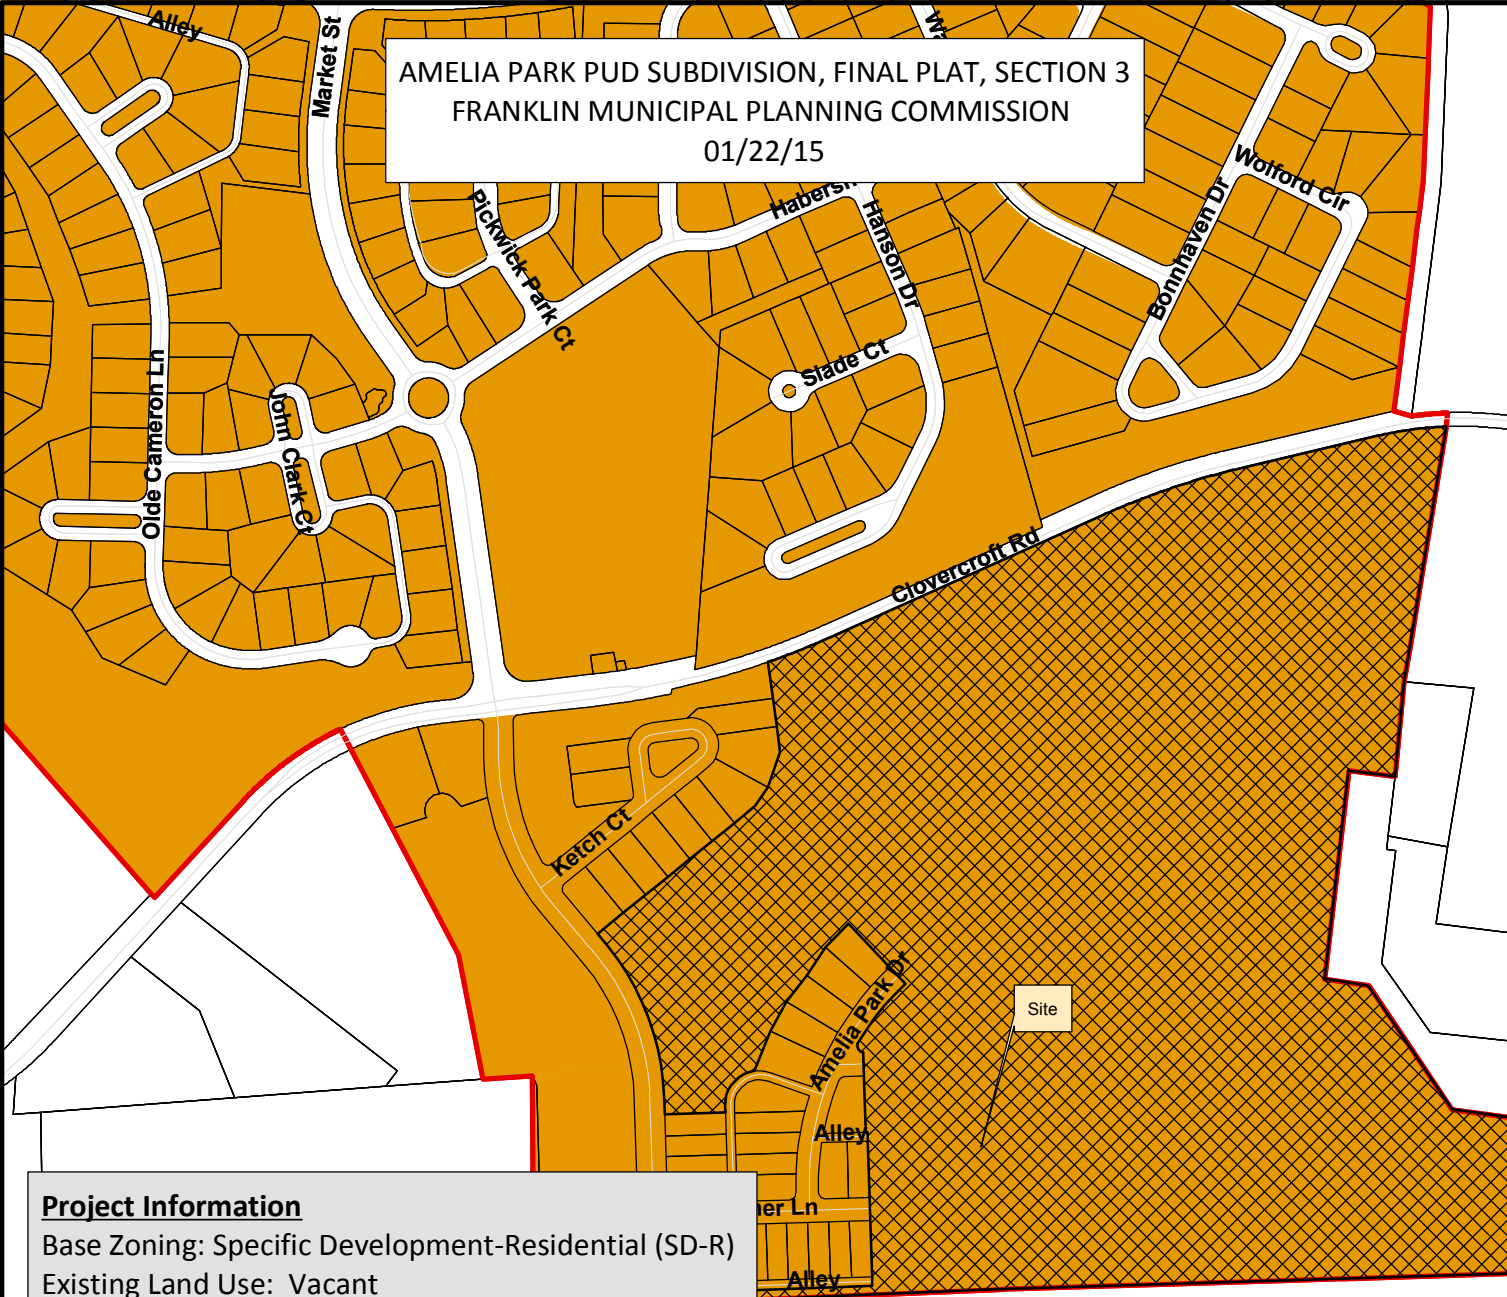 AMELIA PARK PUD SUBDIVISION, FINAL PLAT, SECTION 3
FRANKLIN MUNICIPAL PLANNING COMMISSION
01/22/15
Alley
Market St
Wolford Cir
Bonnhaven Dr
Pickwick Park Ct
Hanson Dr
Slade Ct
Olde Cameron Ln
John Clark Ct
Clovercroft Rd
Ketch Ct
Amelia Park Dr
Site
Alley
Ln
Alley
Project Information
Base Zoning: Specific Development-Residential (SD-R)
Existing Land Use: Vacant